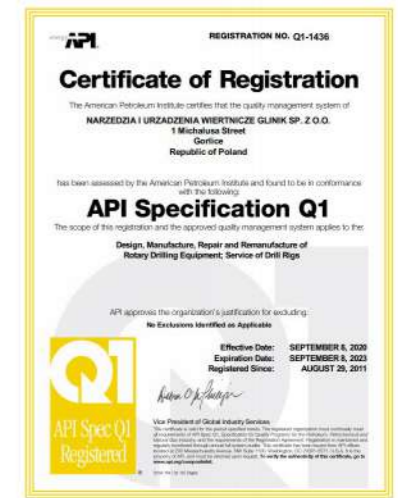 energy API.
REGISTRATION NO. Q1-1436
Certificate of Registration
The American Petroleum Institute certifies that the quality management system of
NARZEDZIA I URZADZENIA WIERTNICZE GLINIK SP. Z O.O.
1 Michalusa Street
Gorlice
Republic of Poland
has been assessed by the American Petroleum Institute and found to be in conformance
with the following:
API Specification Q1
The scope of this registration and the approved quality management system applies to the:
Design, Manufacture, Repair and Remanufacture of
Rotary Drilling Equipment; Service of Drill Rigs
API approves the organization's justification for excluding:
No Exclusions Identified as Applicable
Effective Date: SEPTEMBER 8, 2020
Expiration Date: SEPTEMBER 8, 2023
Registered Since: AUGUST 29, 2011
Q1
API Spec Q1
Registered
Vice President of Global Industry Services